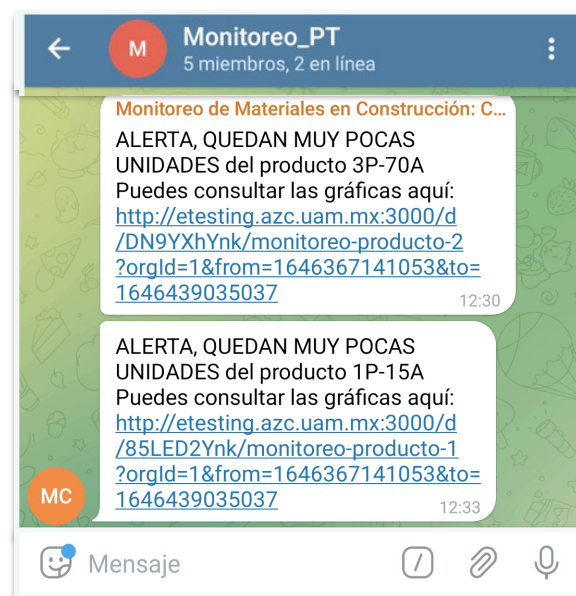 M
Monitoreo_PT
5 miembros, 2 en línea
Monitoreo de Materiales en Construcción: C...
ALERTA, QUEDAN MUY POCAS
UNIDADES del producto 3P-70A
Puedes consultar las gráficas aquí:
http://etesting.azc.uam.mx:3000/d
/DN9YXhYnk/monitoreo-producto-2
?orgId=1&from=1646367141053&to=
1646439035037
12:30
ALERTA, QUEDAN MUY POCAS
UNIDADES del producto 1P-15A
Puedes consultar las gráficas aquí:
http://etesting.azc.uam.mx:3000/d
/85LED2Ynk/monitoreo-producto-1
?orgId=1&from=1646367141053&to=
1646439035037
12:33
MC
Mensaje